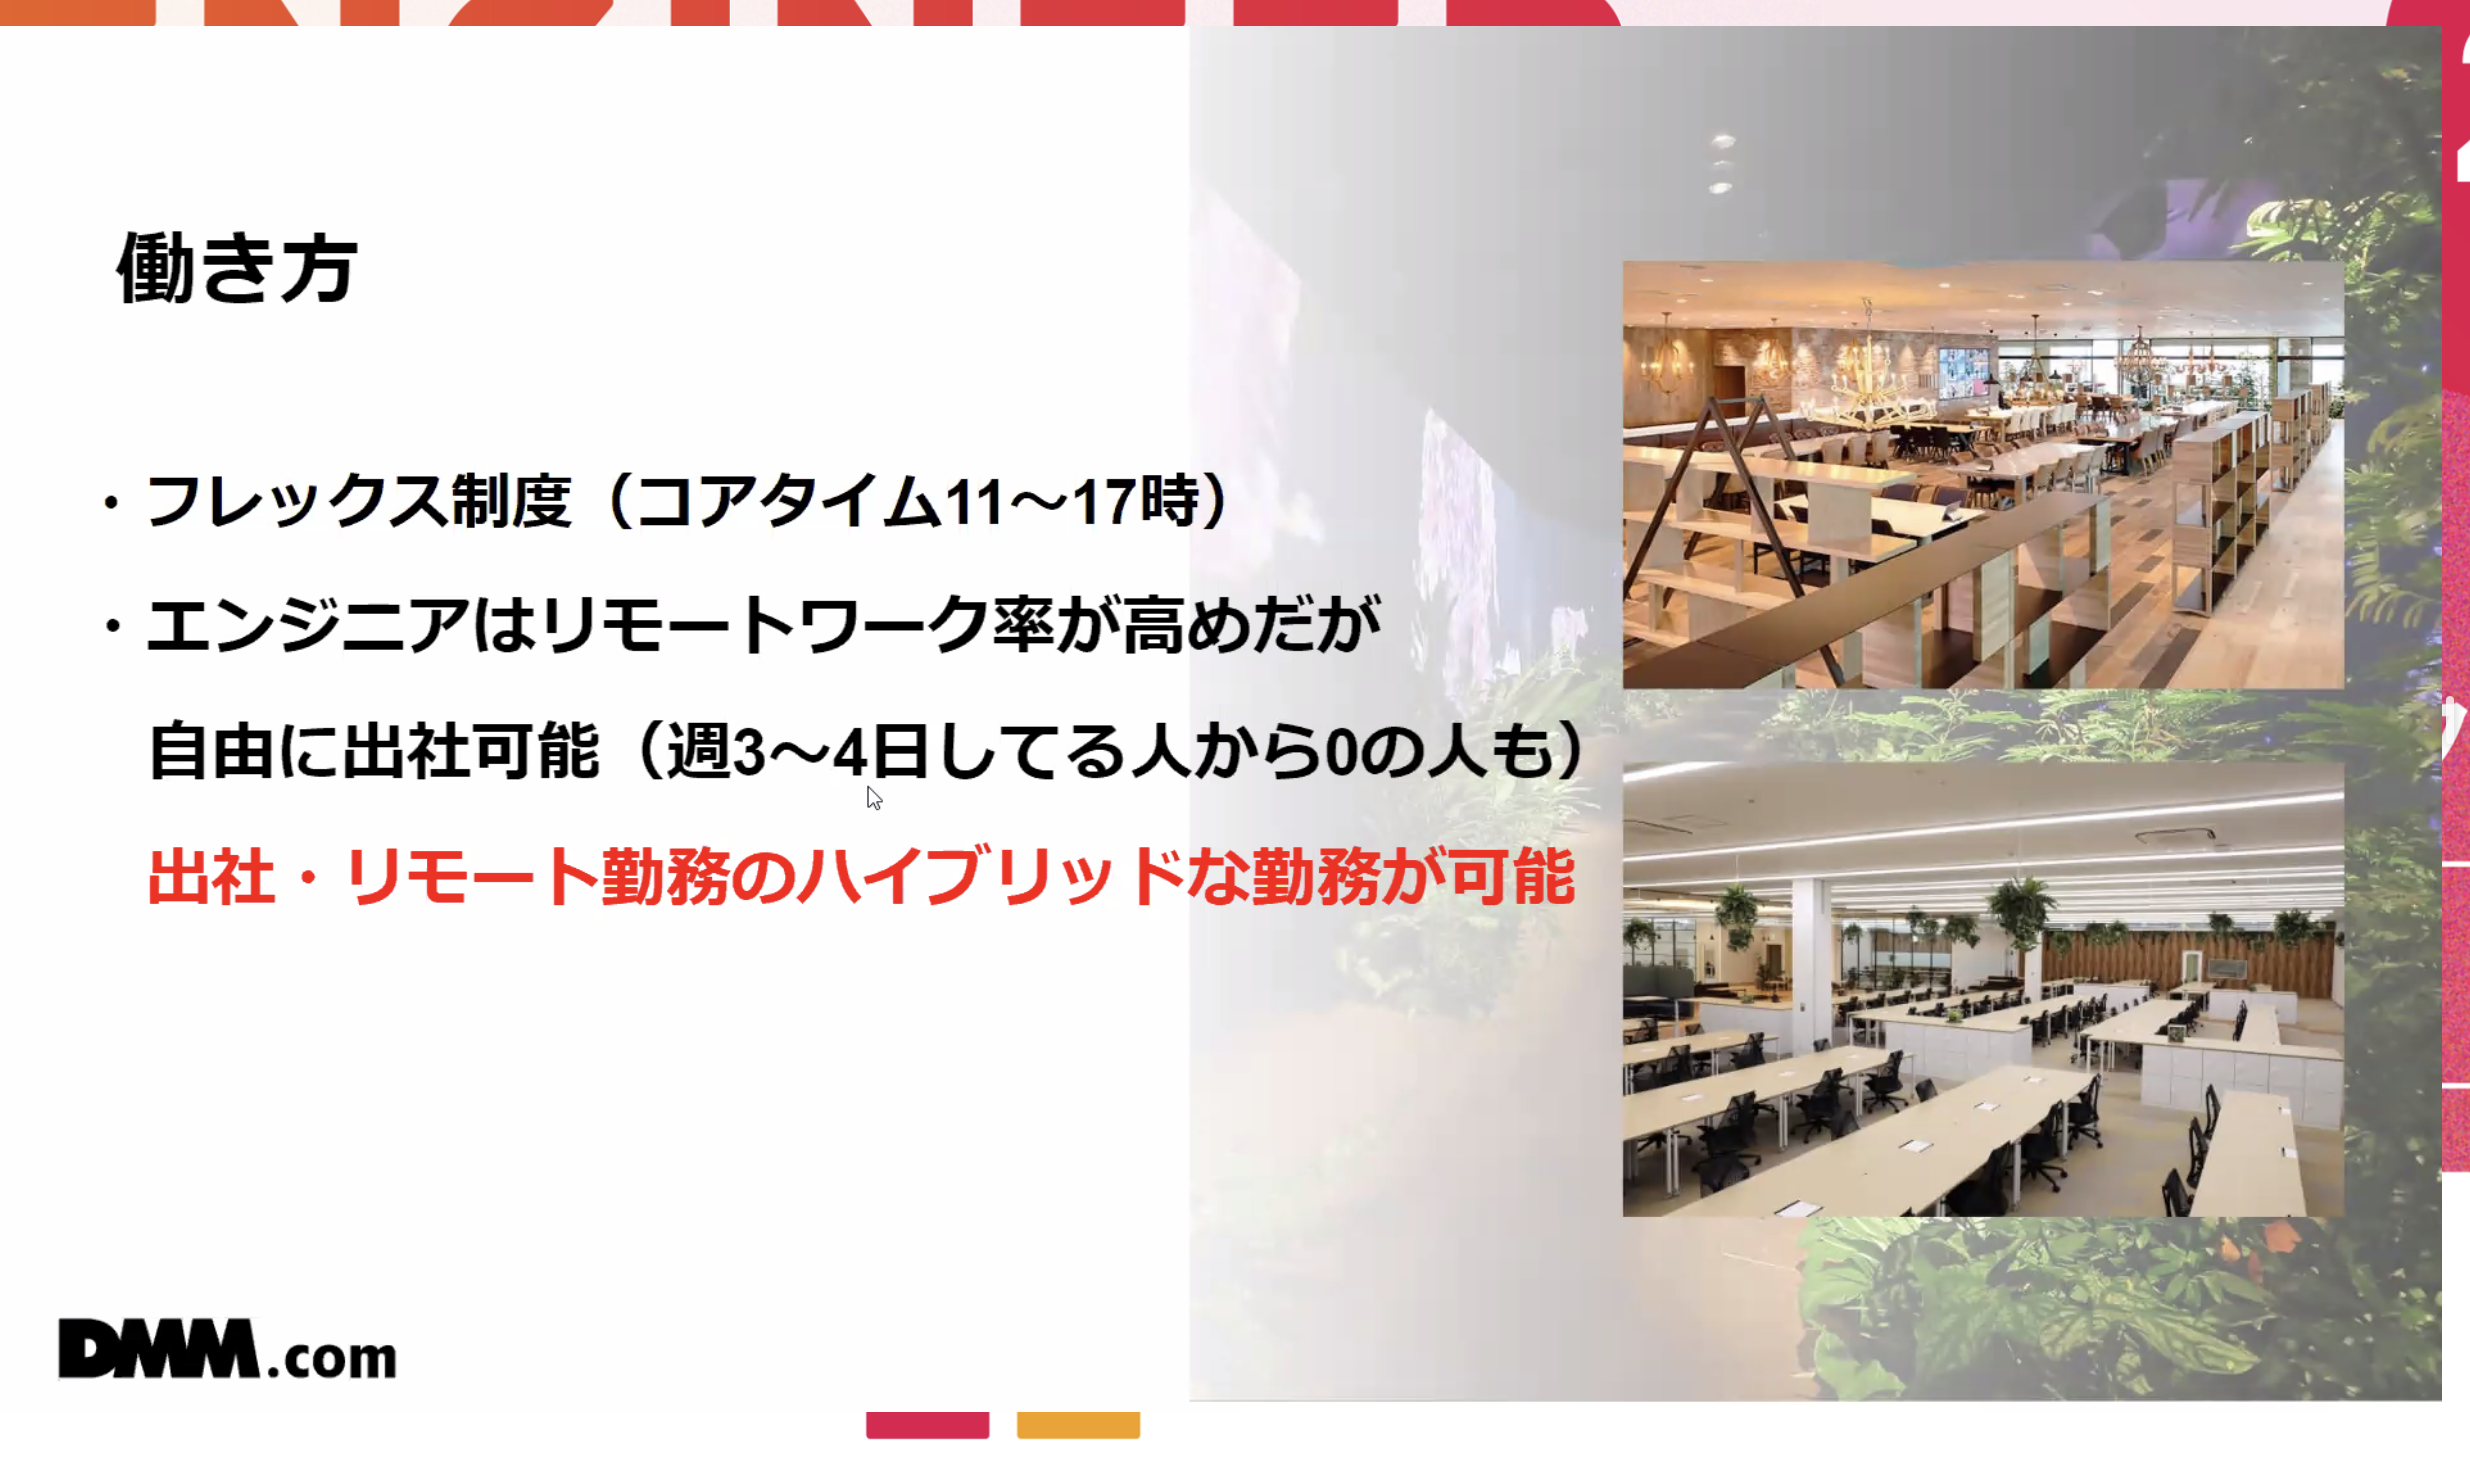 働き方
・フレックス制度（コアタイム11～17時）
・エンジニアはリモートワーク率が高めだが
自由に出社可能（週3～4日してる人から0の人も）
出社・リモート勤務のハイブリッドな勤務が可能
DMM.com